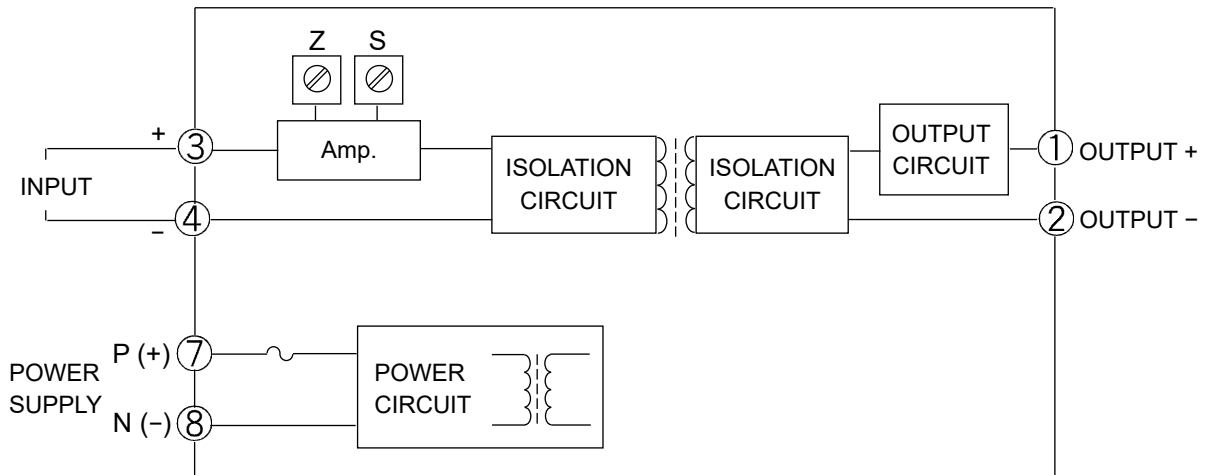 Z S
+ 3 Amp. OUTPUT
CIRCUIT 1 OUTPUT +
INPUT
ISOLATION
CIRCUIT
ISOLATION
CIRCUIT
4 2 OUTPUT −
−
P (+) 7
POWER
SUPPLY
N (−) 8
POWER
CIRCUIT